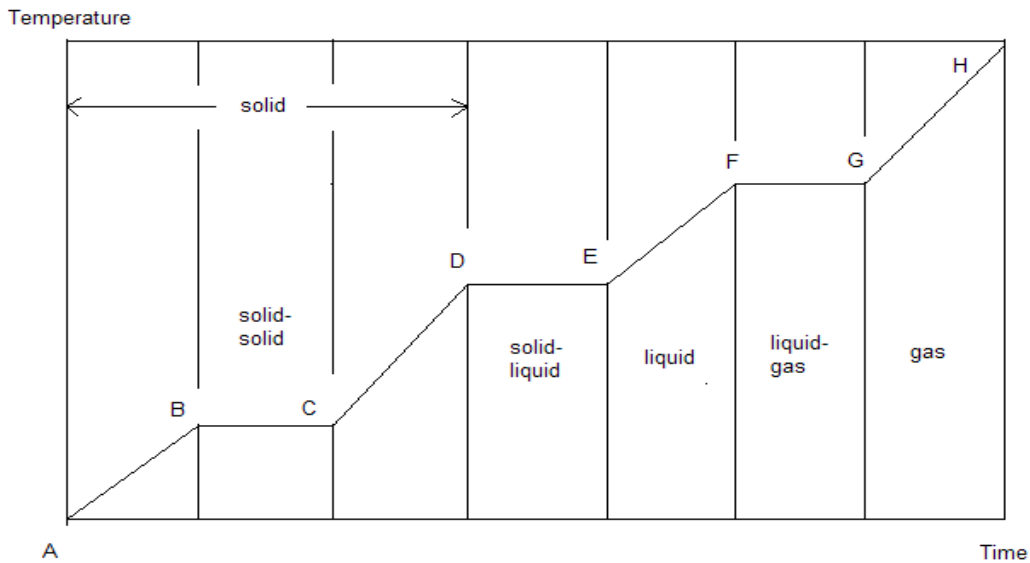 Temperature
solid
H
F
G
D
E
solid-
solid
solid-
liquid
liquid
liquid-
gas
gas
B
C
A
Time